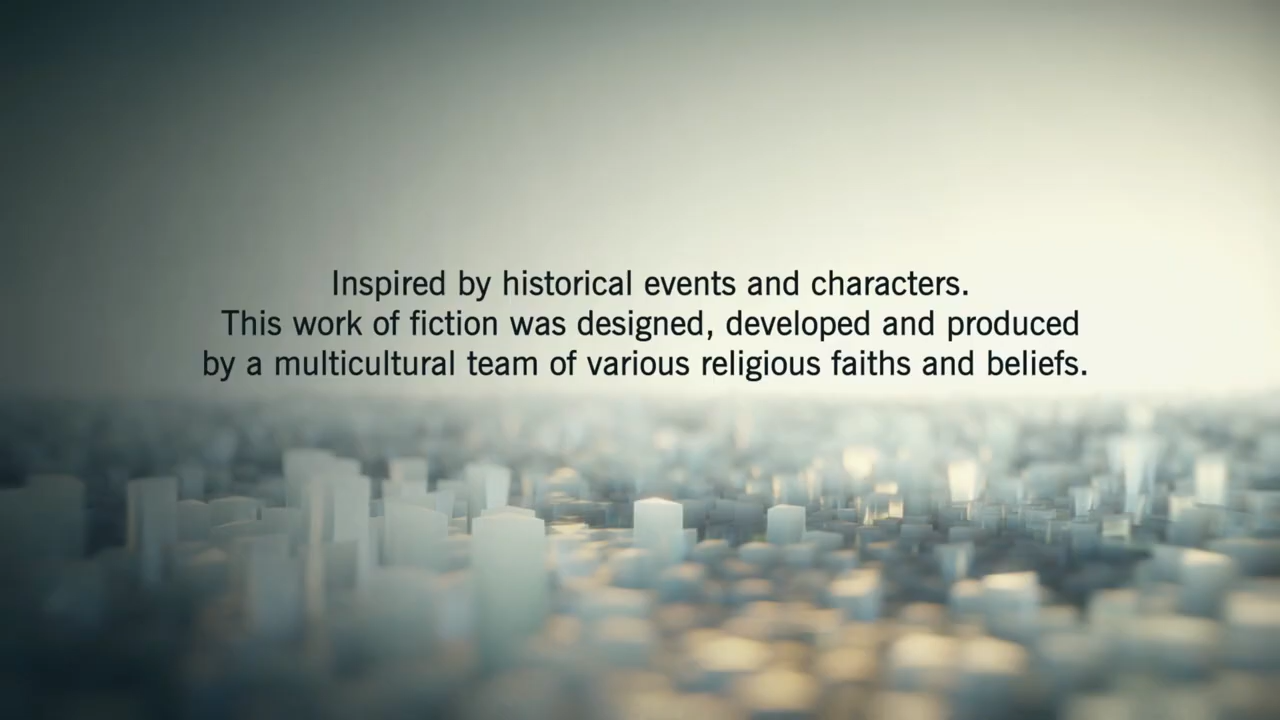 Inspired by historical events and characters.
This work of fiction was designed, developed and produced
by a multicultural team of various religious faiths and beliefs.